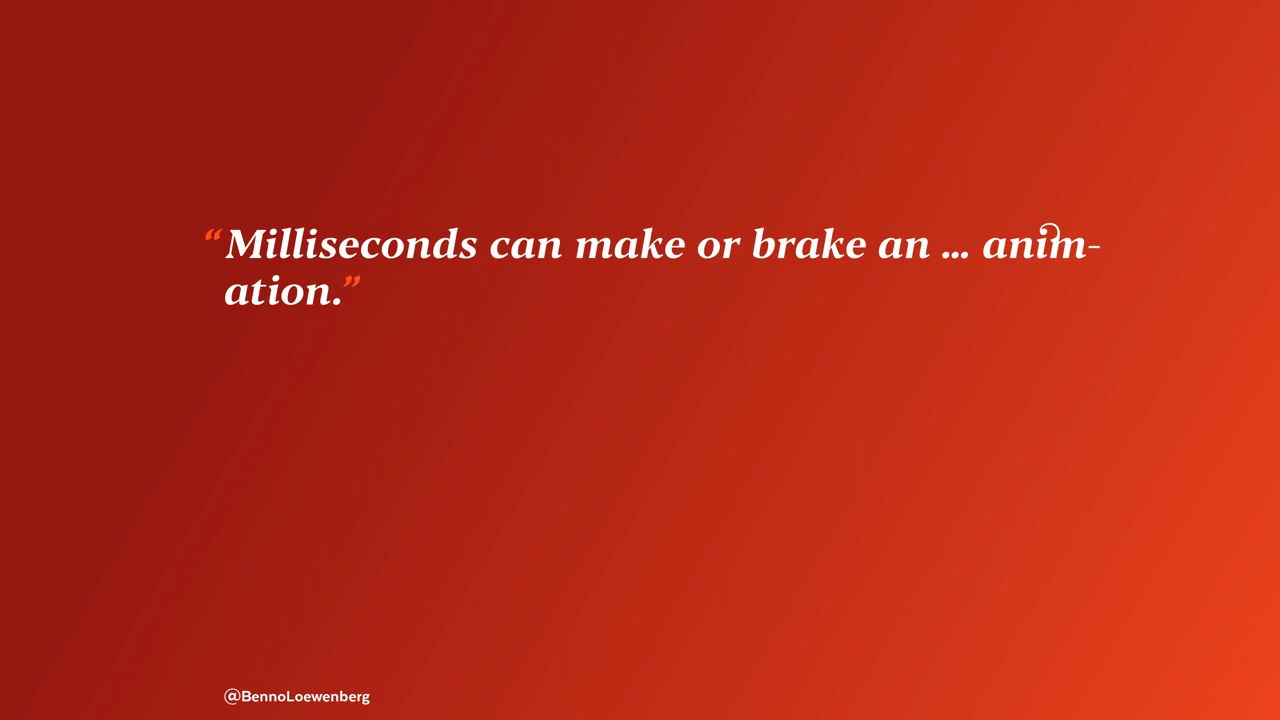 “Milliseconds can make or brake an … anim-
ation.”
@BennoLoewenberg